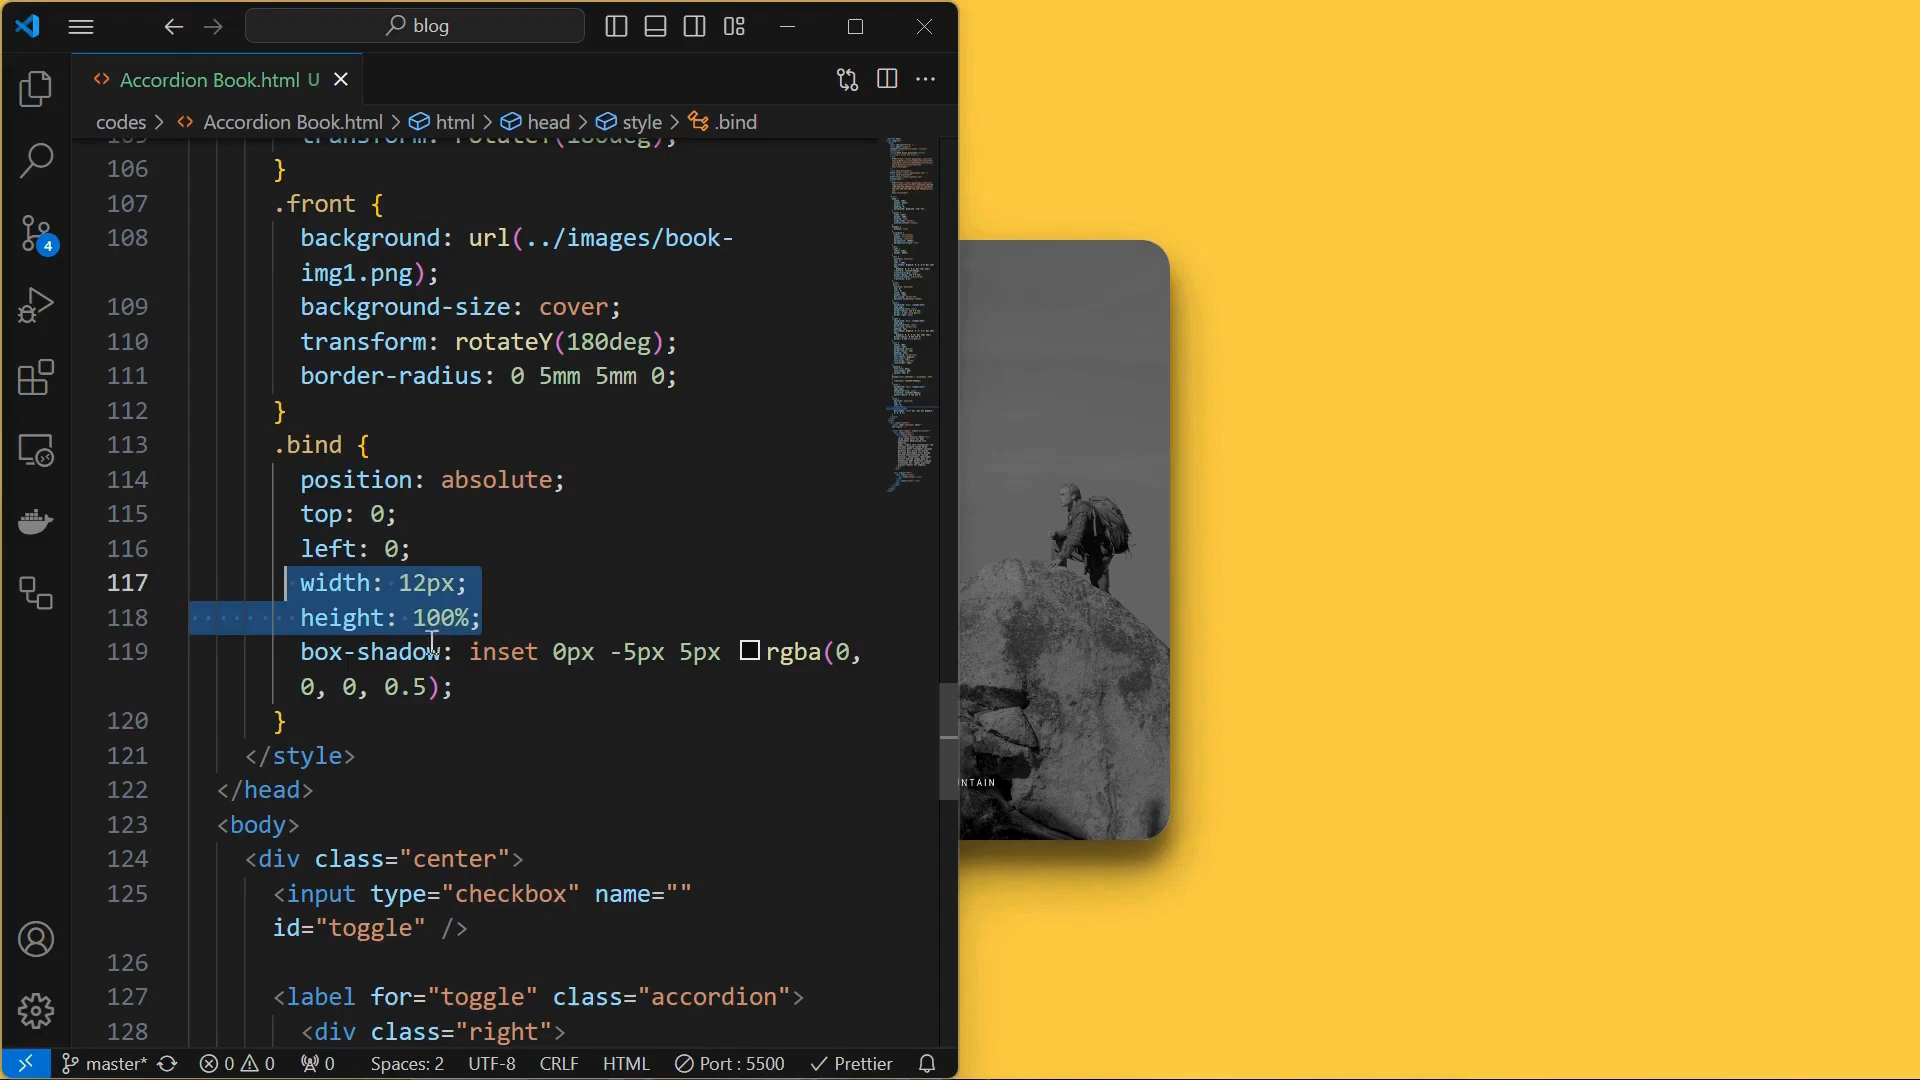 blog
Accordion Book.html U
codes > Accordion Book.html > html > head > style > .bind
105 transform: rotateY(180deg);
106 }
107 .front {
108 background: url(../images/book-
img1.png);
109 background-size: cover;
110 transform: rotateY(180deg);
111 border-radius: 0 5mm 5mm 0;
112 }
113 .bind {
114 position: absolute;
115 top: 0;
116 left: 0;
117 width: 12px;
118 height: 100%;
119 box-shadow: inset 0px -5px 5px rgba(0,
0, 0, 0.5);
120 }
121 </style>
122 </head>
123 <body>
124 <div class="center">
125 <input type="checkbox" name=""
id="toggle" />
126
127 <label for="toggle" class="accordion">
128 <div class="right">
4
NTAIN
master* 0 0 0 Spaces: 2 UTF-8 CRLF HTML Port : 5500 Prettier